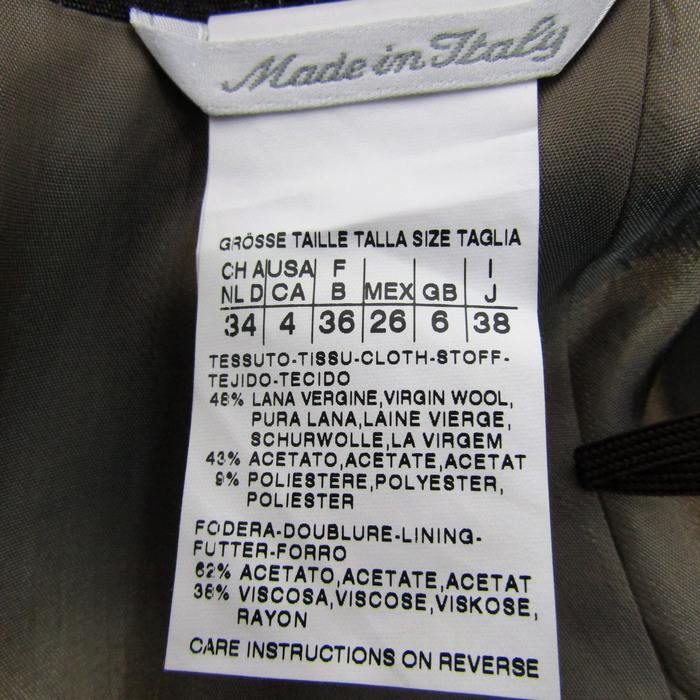 Made in Italy
GRÖSSE TAILLE TALLA SIZE TAGLIA
CH A USA F I
NL D CA B MEX GB J
34 4 36 26 6 38
TESSUTO-TISSU-CLOTH-STOFF-
TEJIDO-TECIDO
48% LANA VERGINE,VIRGIN WOOL,
PURA LANA,LAINE VIERGE,
SCHURWOLLE,LA VIRGEM
43% ACETATO,ACETATE,ACETAT
9% POLIESTERE,POLYESTER,
POLIESTER
FODERA-DOUBLURE-LINING-
FUTTER-FORRO
62% ACETATO,ACETATE,ACETAT
38% VISCOSA,VISCOSE,VISKOSE,
RAYON
CARE INSTRUCTIONS ON REVERSE